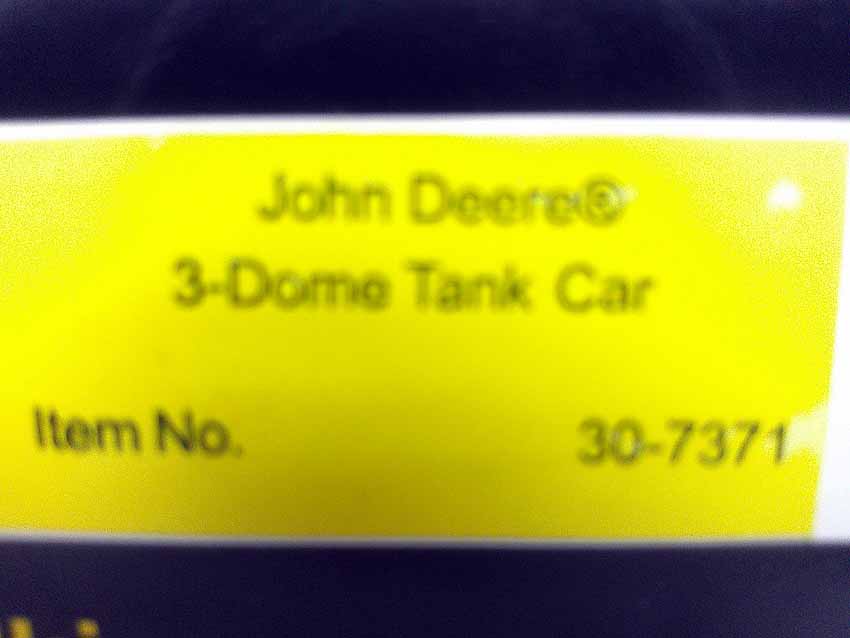 John Deere®
3-Dome Tank Car
Item No. 30-7371